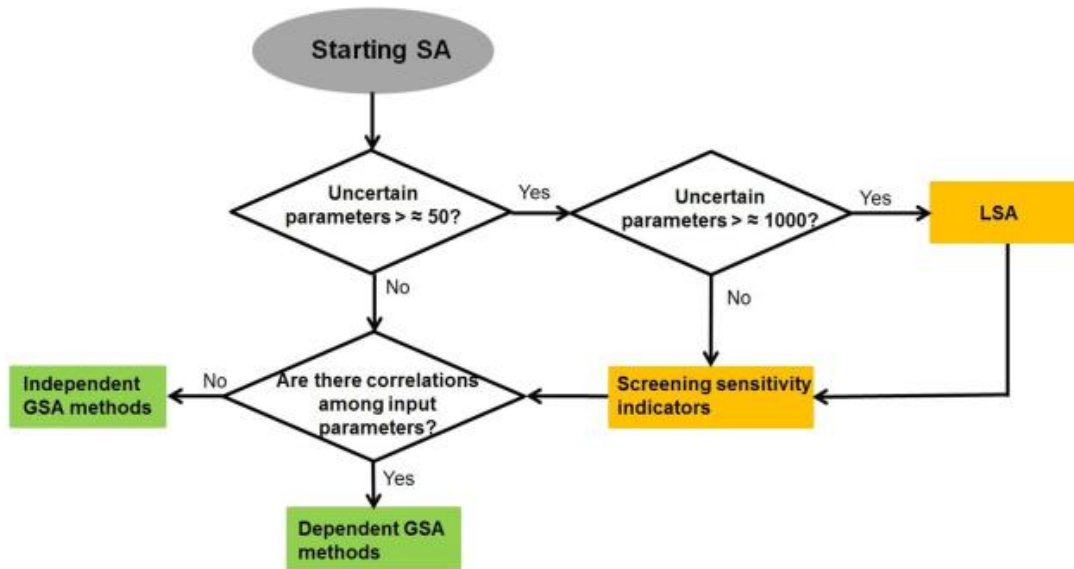 Starting SA
Uncertain
parameters > ≈ 50?
Yes
Uncertain
parameters > ≈ 1000?
Yes
LSA
No
No
Independent
GSA methods
No
Are there correlations
among input
parameters?
Screening sensitivity
indicators
Yes
Dependent GSA
methods